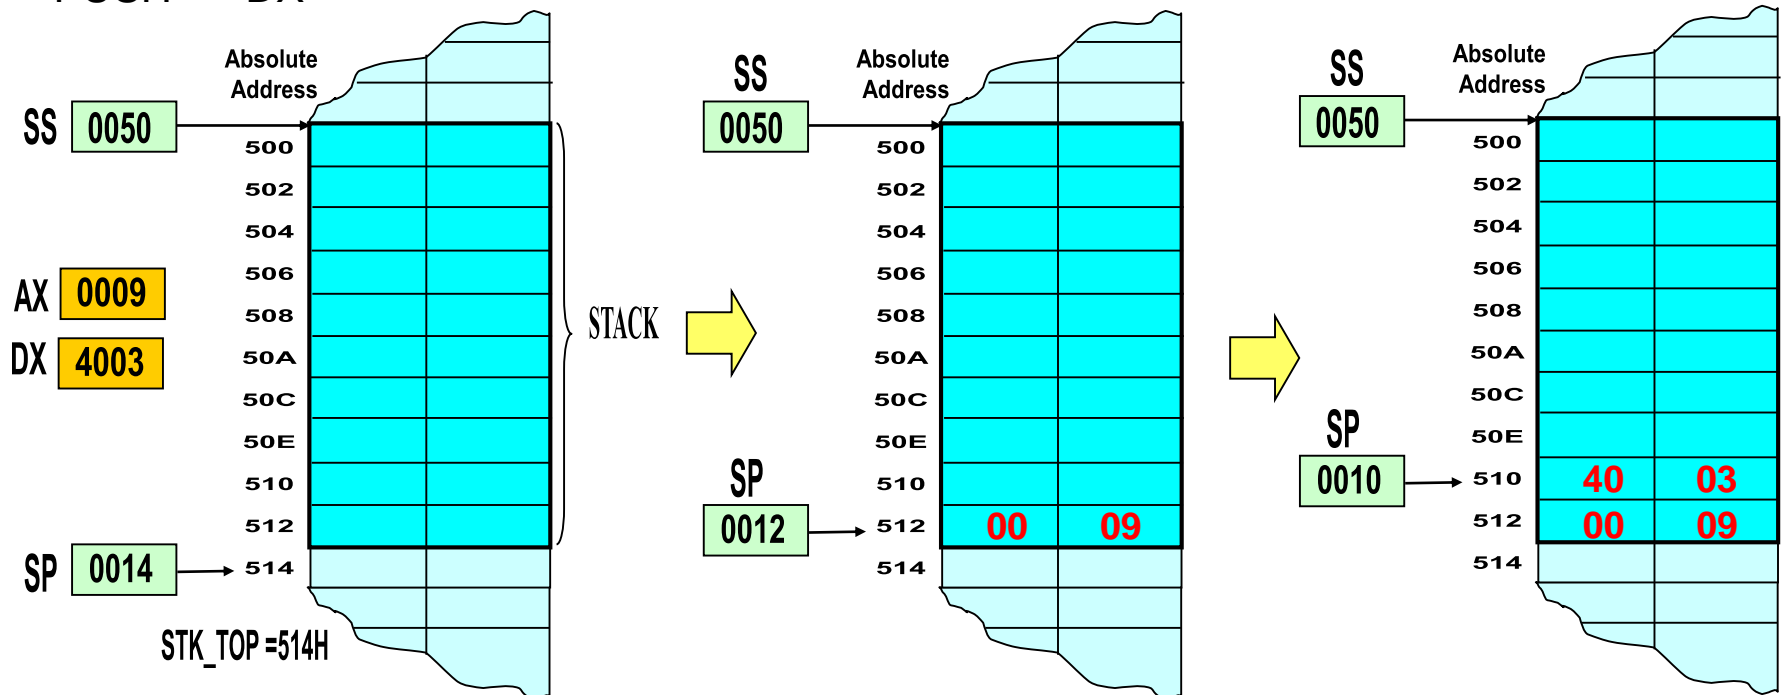 PUSH DX
Absolute
Address
SS 0050
500
502
504
506
AX 0009
508
DX 4003
50A
50C
50E
510
512
SP 0014
514
STK_TOP =514H
STACK
SS
0050
Absolute
Address
500
502
504
506
508
50A
50C
50E
510
SP
0012
512 00 09
514
SS
0050
Absolute
Address
500
502
504
506
508
50A
50C
50E
SP
0010
510 40 03
512 00 09
514